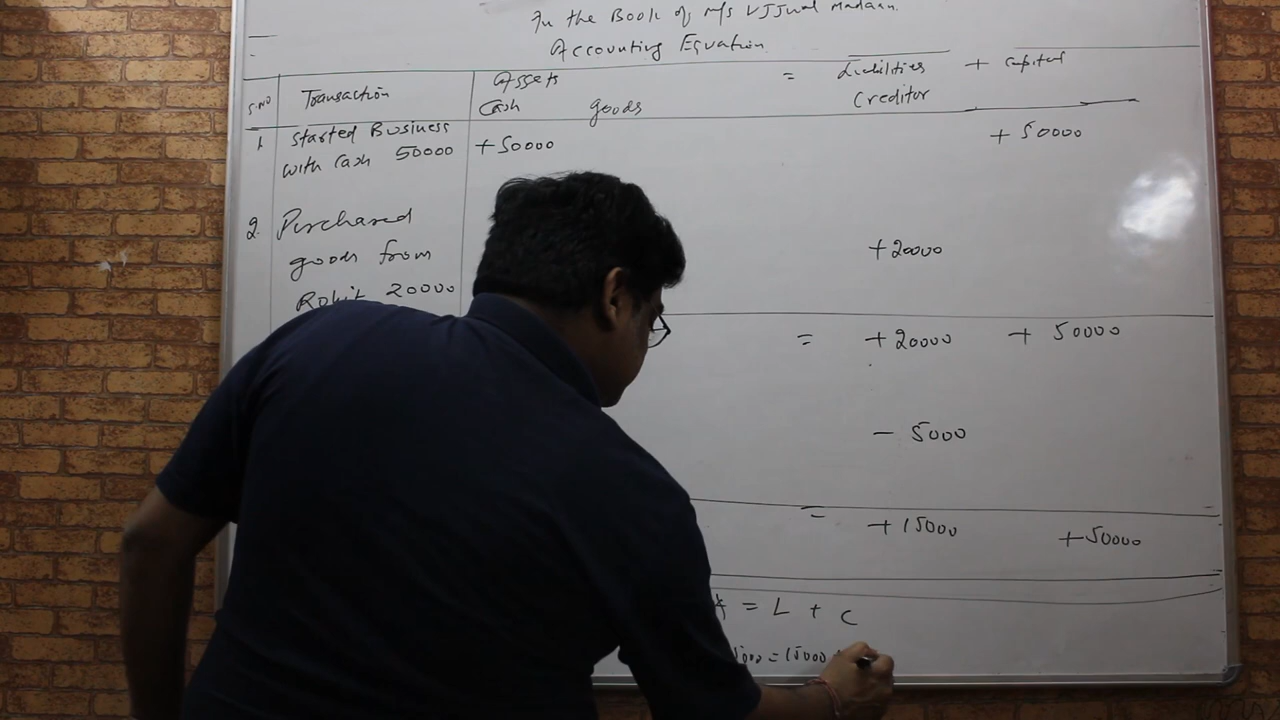 In the Book of M/s Ujjwal Madaan.
Accounting Equation
S.NO Transaction Assets = Liabilities + Capital
Cash goods Creditor
1. Started Business
with Cash 50000 +50000 +50000
2. Purchased
goods from +20000
Rohit 20000
= +20000 + 50000
- 5000
= +15000 +50000
A = L + C
= 15000